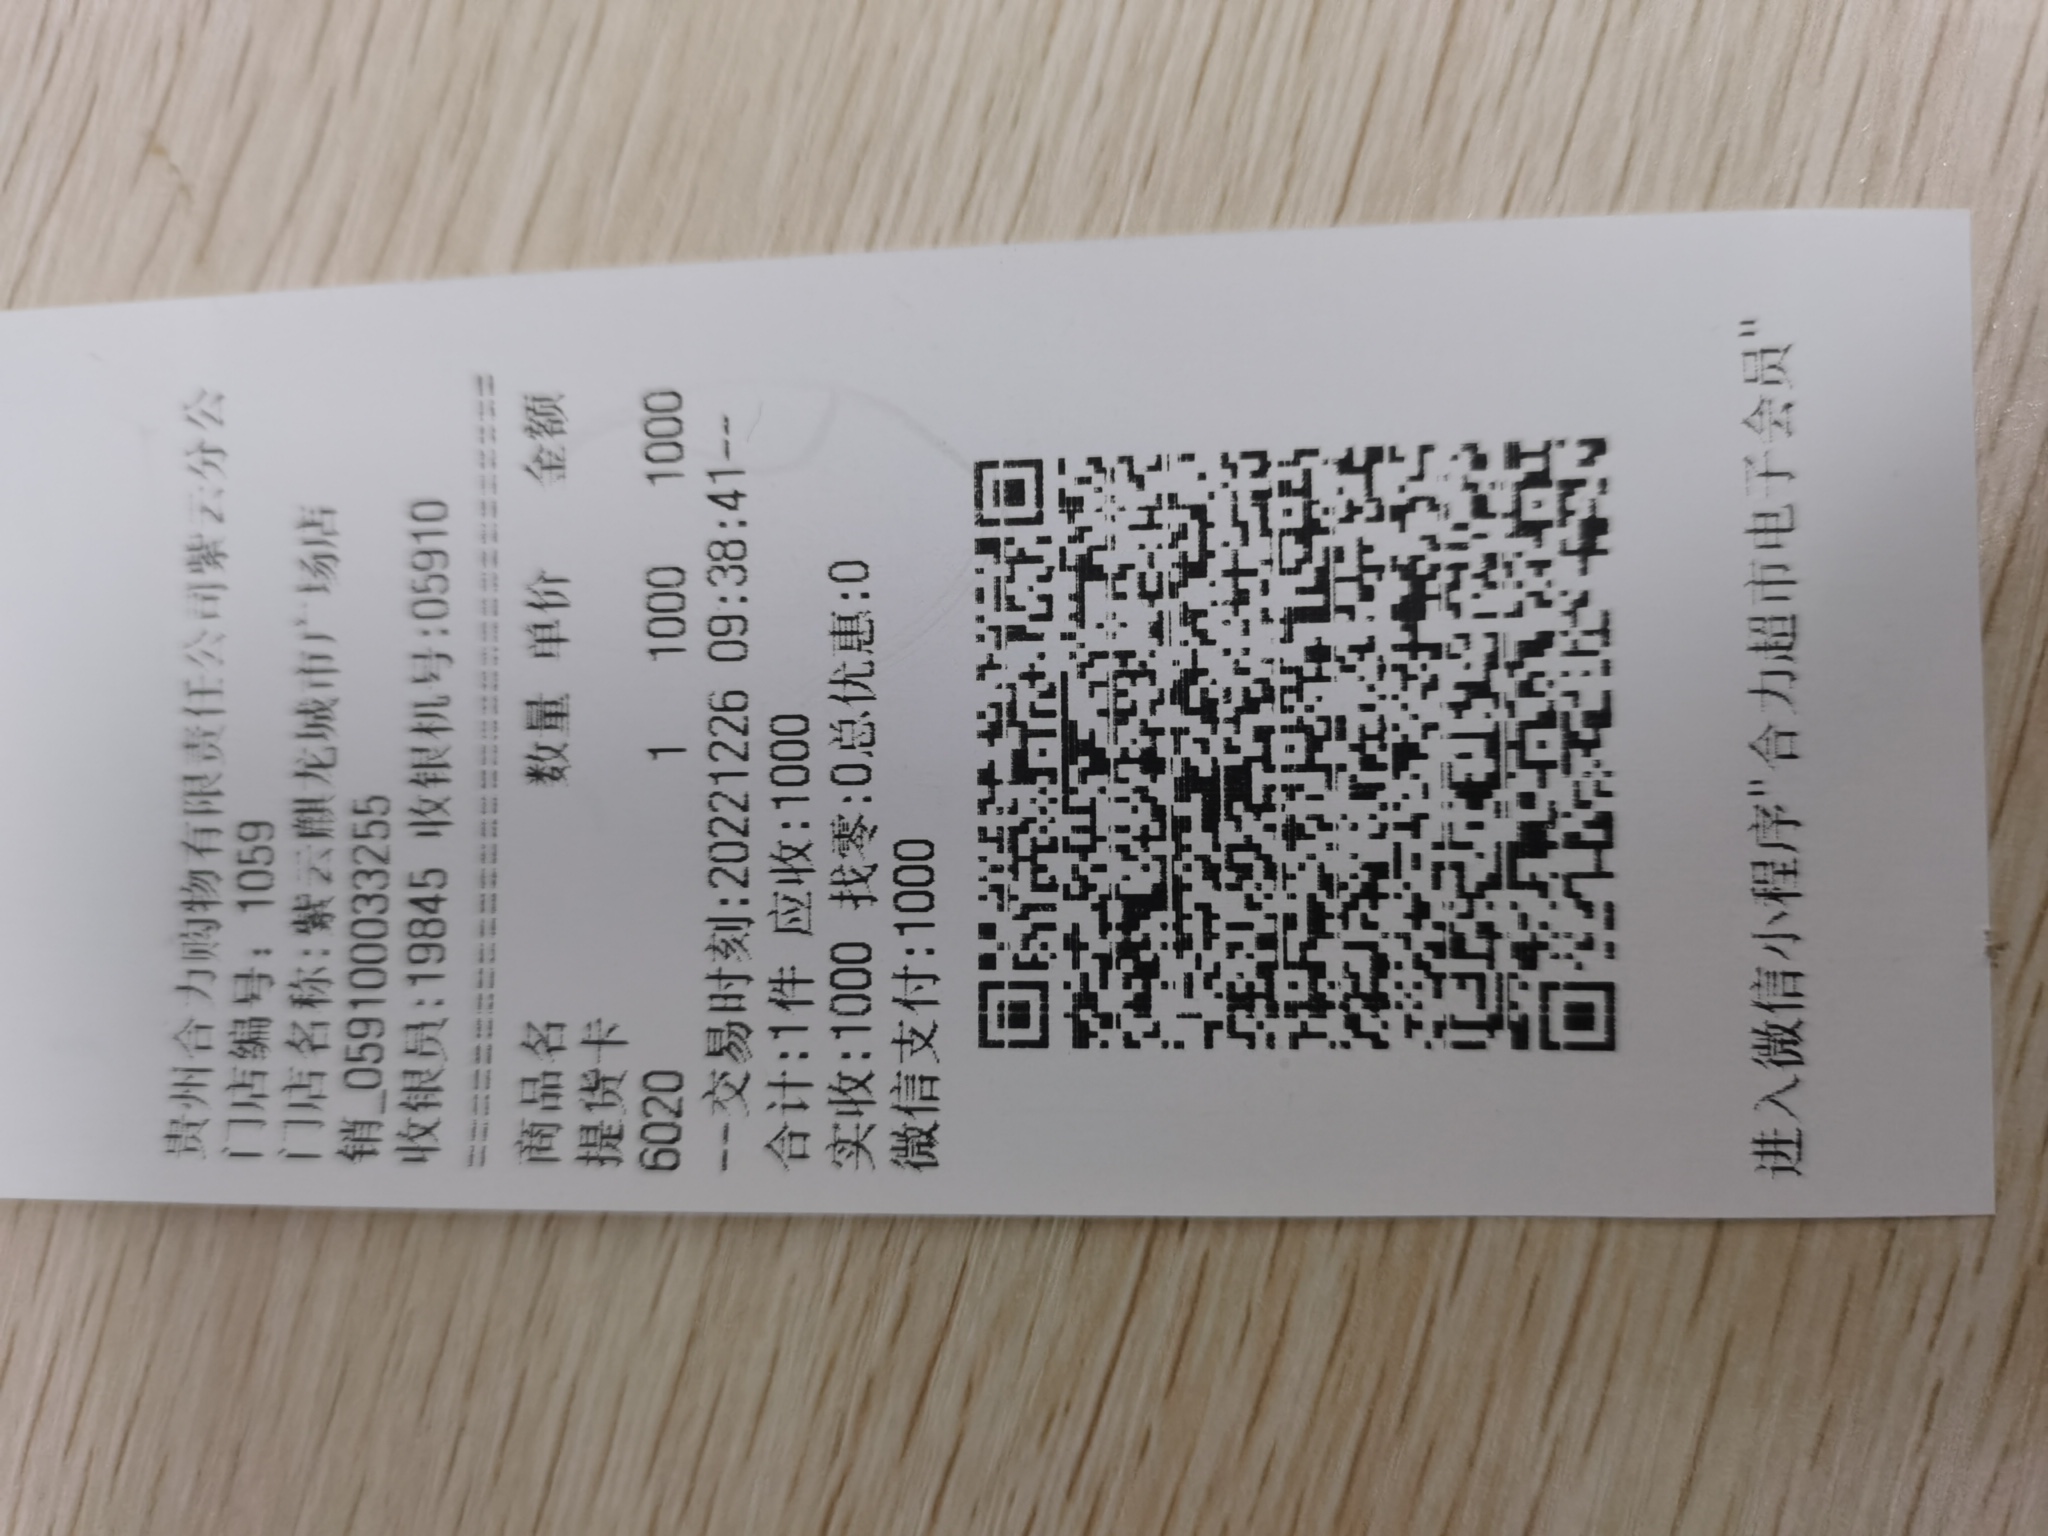 贵州合力购物有限责任公司紫云分公
门店编号: 1059
门店名称:紫云麒龙城市广场店
销_0591000333255
收银员:19845 收银机号:05910
================================
商品名 数量 单价 金额
提货卡
6020 1 1000 1000
--交易时刻:20221226 09:38:41--
合计:1件 应收:1000
实收:1000 找零:0总优惠:0
微信支付:1000
进入微信小程序"合力超市电子会员"